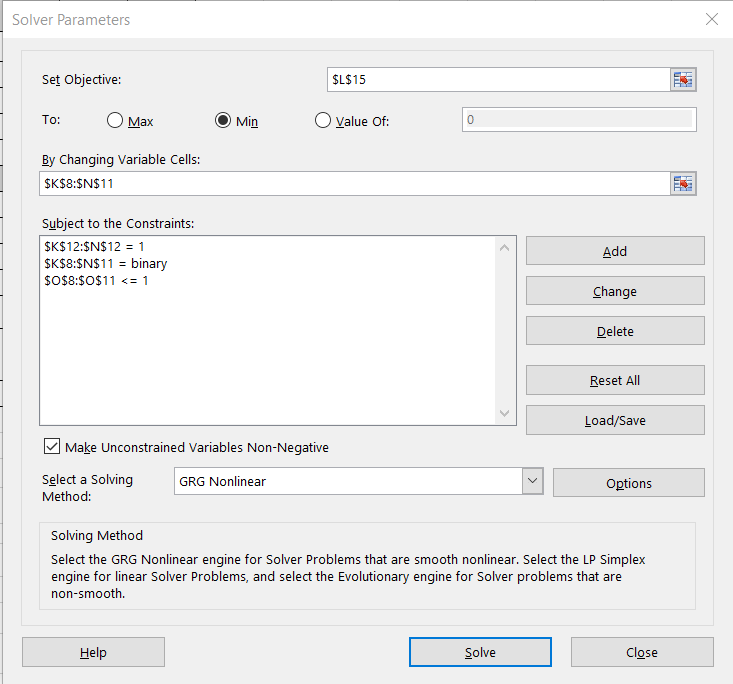 Solver Parameters
Set Objective:
$L$15
To:
Max
Min
Value Of:
0
By Changing Variable Cells:
$K$8:$N$11
Subject to the Constraints:
$K$12:$N$12 = 1
$K$8:$N$11 = binary
$O$8:$O$11 <= 1
Add
Change
Delete
Reset All
Load/Save
Make Unconstrained Variables Non-Negative
Select a Solving
Method:
GRG Nonlinear
Options
Solving Method
Select the GRG Nonlinear engine for Solver Problems that are smooth nonlinear. Select the LP Simplex
engine for linear Solver Problems, and select the Evolutionary engine for Solver problems that are
non-smooth.
Help
Solve
Close